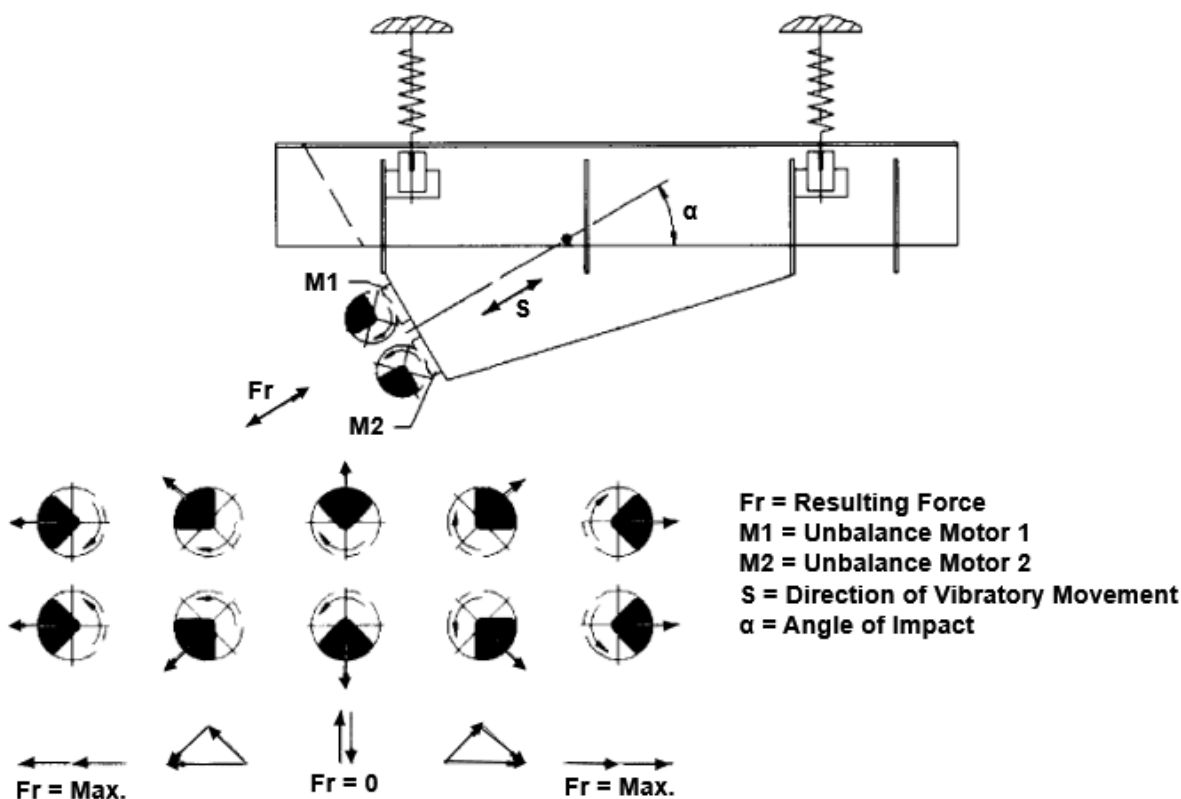 α
M1
S
Fr
M2
Fr = Resulting Force
M1 = Unbalance Motor 1
M2 = Unbalance Motor 2
S = Direction of Vibratory Movement
α = Angle of Impact
Fr = Max.
Fr = 0
Fr = Max.